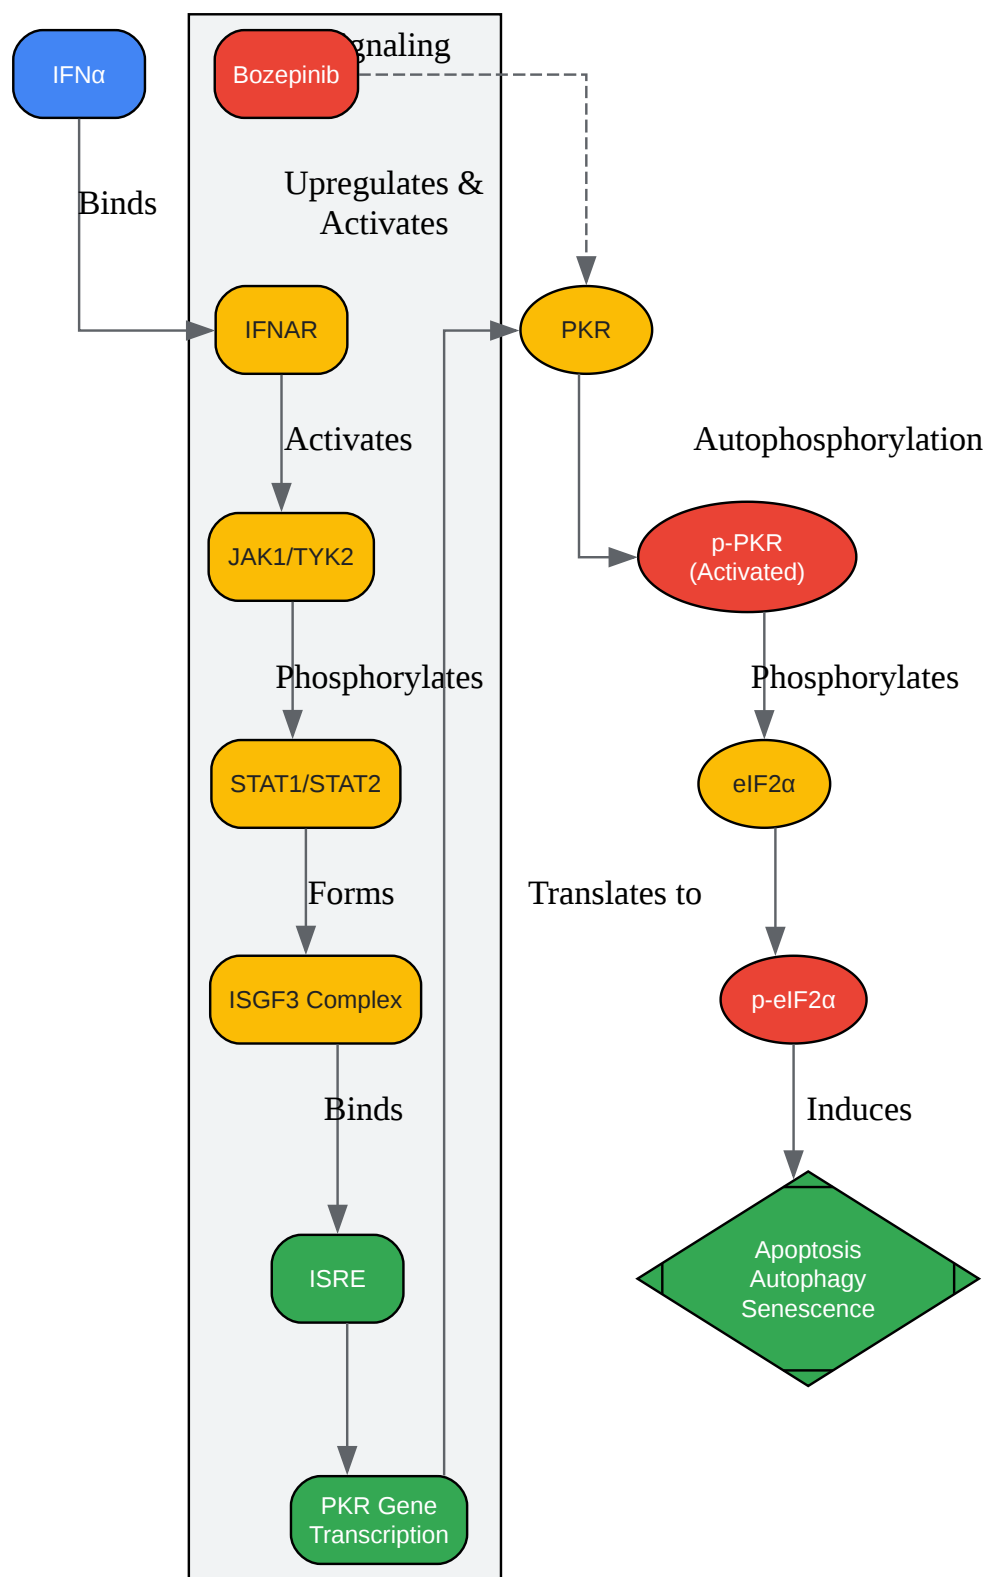 IFNα
Bozepinib
gnaling
Binds
Upregulates &
Activates
IFNAR
PKR
Activates
Autophosphorylation
JAK1/TYK2
p-PKR
(Activated)
Phosphorylates
Phosphorylates
STAT1/STAT2
eIF2α
Forms
Translates to
ISGF3 Complex
p-eIF2α
Binds
Induces
ISRE
Apoptosis
Autophagy
Senescence
PKR Gene
Transcription